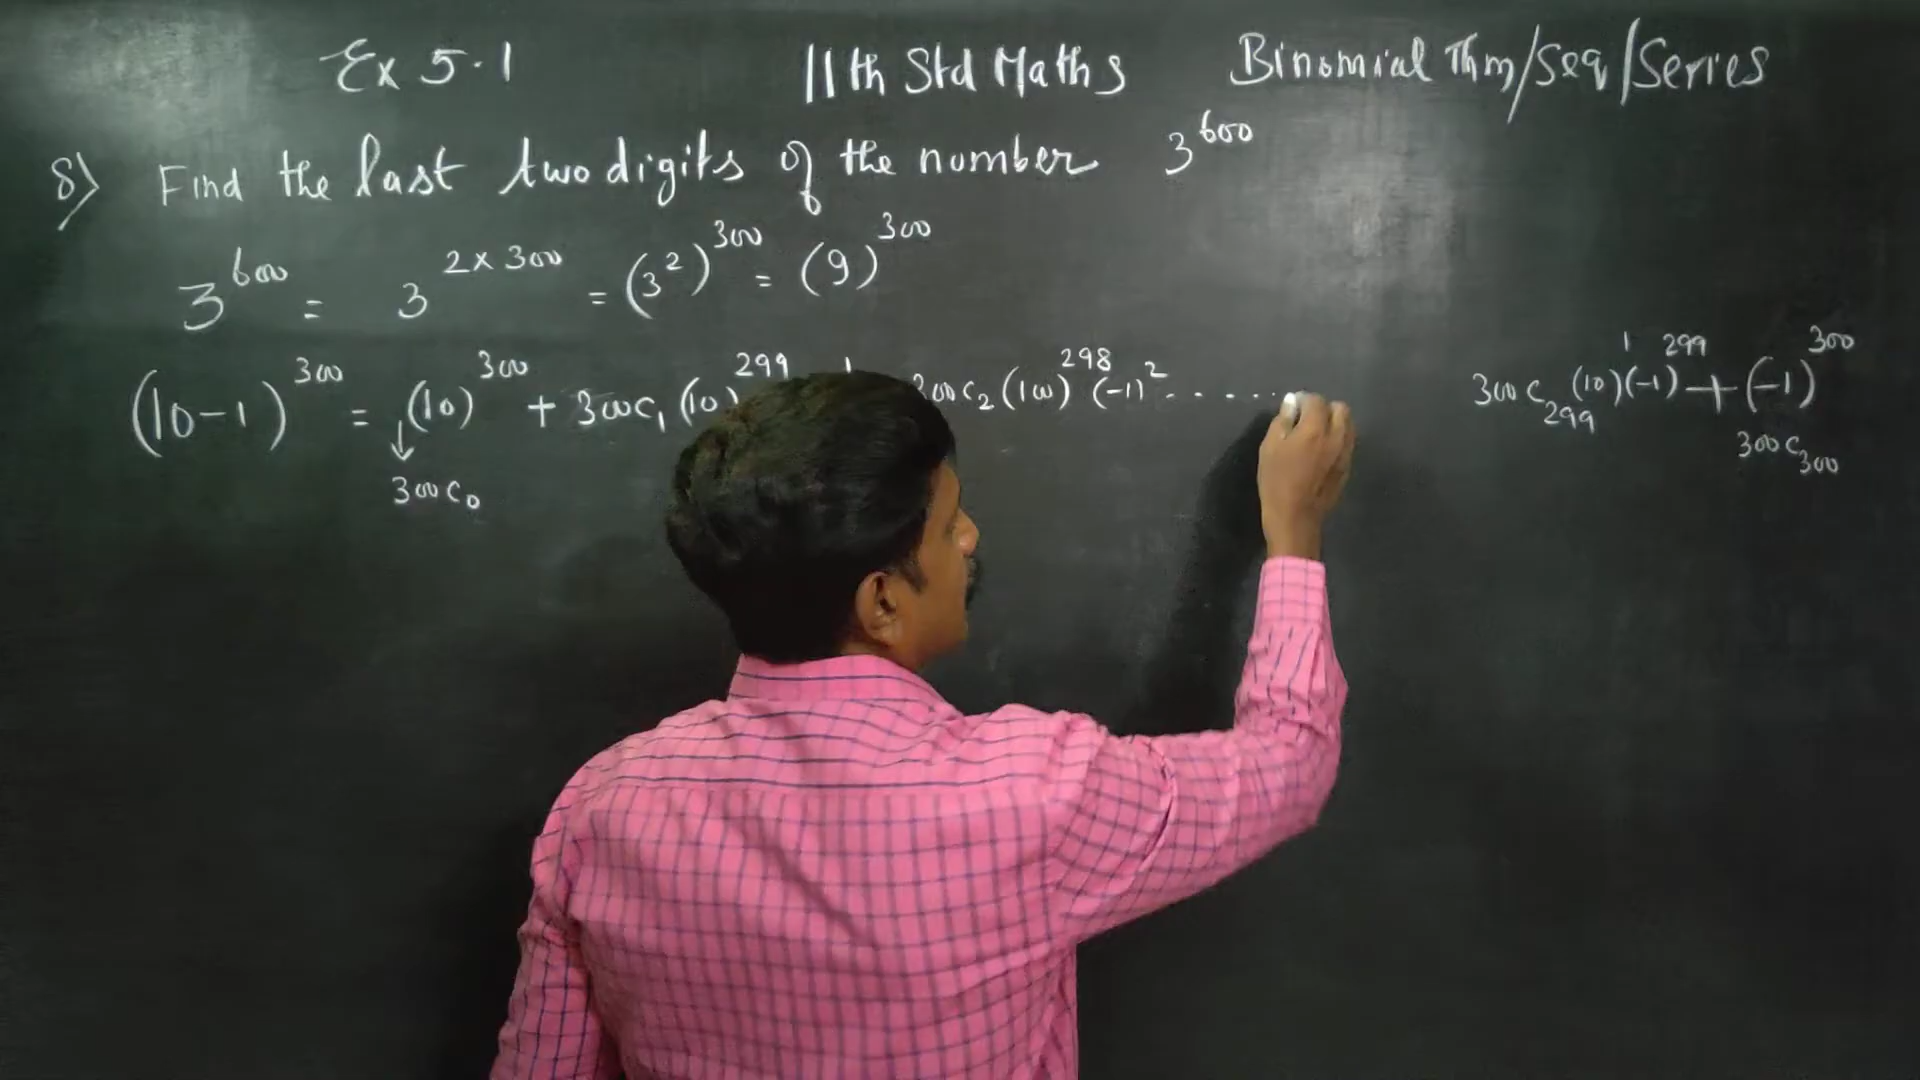 Ex 5.1 11th Std Maths Binomial Thm/Seq/Series
8) Find the last two digits of the number 3^600
3^600 = 3^2×300 = (3^2)^300 = (9)^300
(10-1)^300 = (10)^300 + 300C₁ (10)^299 300C₂ (10)^298 (-1)^2 ...... 300C₂₉₉ (10)^1 (-1)^299 + (-1)^300
300C₀ 300C₃₀₀